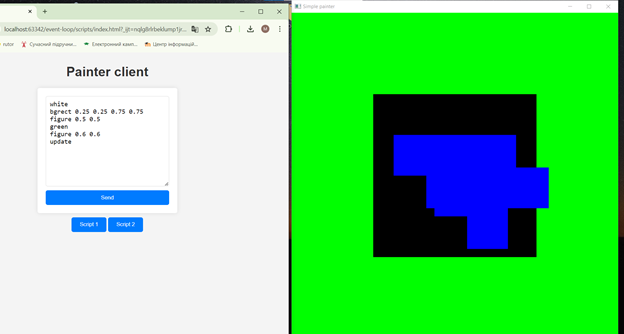 Simple painter
localhost:63342/event-loop/scripts/index.html?_ijt=nqlg8rlrbeklump1jr...
rutor Сучасний підручни... Електронний камп... Центр інформацій...
Painter client
white
bgrect 0.25 0.25 0.75 0.75
figure 0.5 0.5
green
figure 0.6 0.6
update
Send
Script 1 Script 2